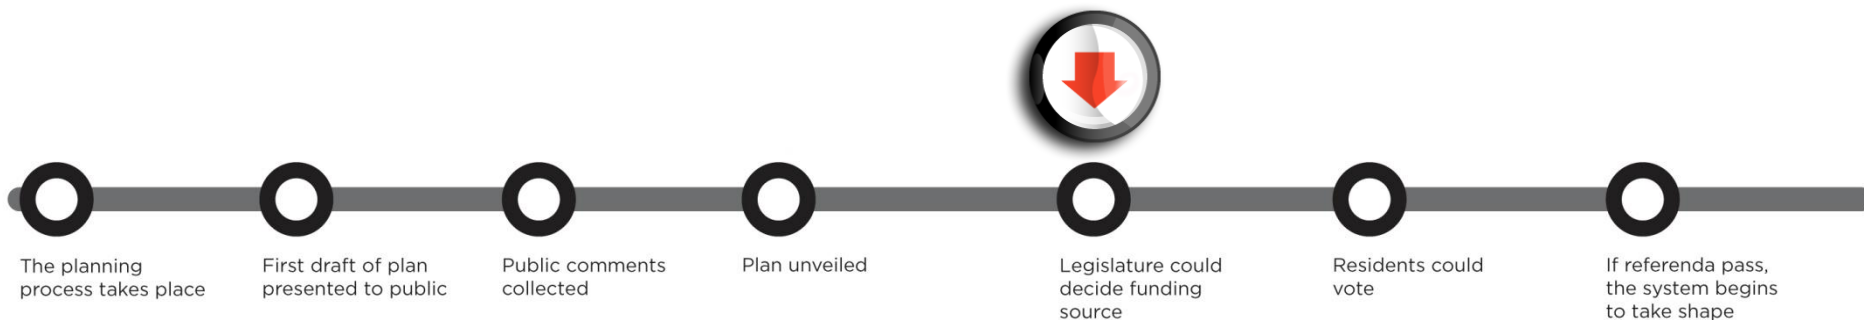 The planning
process takes place
First draft of plan
presented to public
Public comments
collected
Plan unveiled
Legislature could
decide funding
source
Residents could
vote
If referenda pass,
the system begins
to take shape